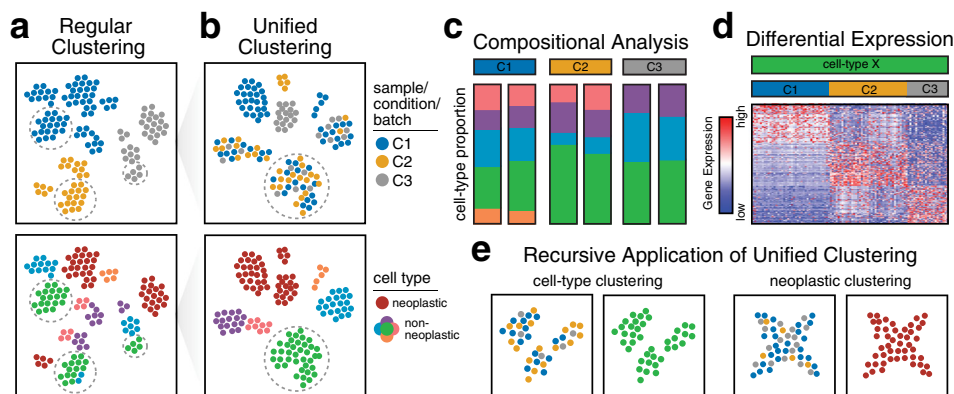 a
Regular
Clustering
b
Unified
Clustering
sample/
condition/
batch
C1
C2
C3
cell type
neoplastic
non-
neoplastic
c
Compositional Analysis
C1
C2
C3
cell-type proportion
d
Differential Expression
cell-type X
C1
C2
C3
high
Gene Expression
low
e
Recursive Application of Unified Clustering
cell-type clustering
neoplastic clustering